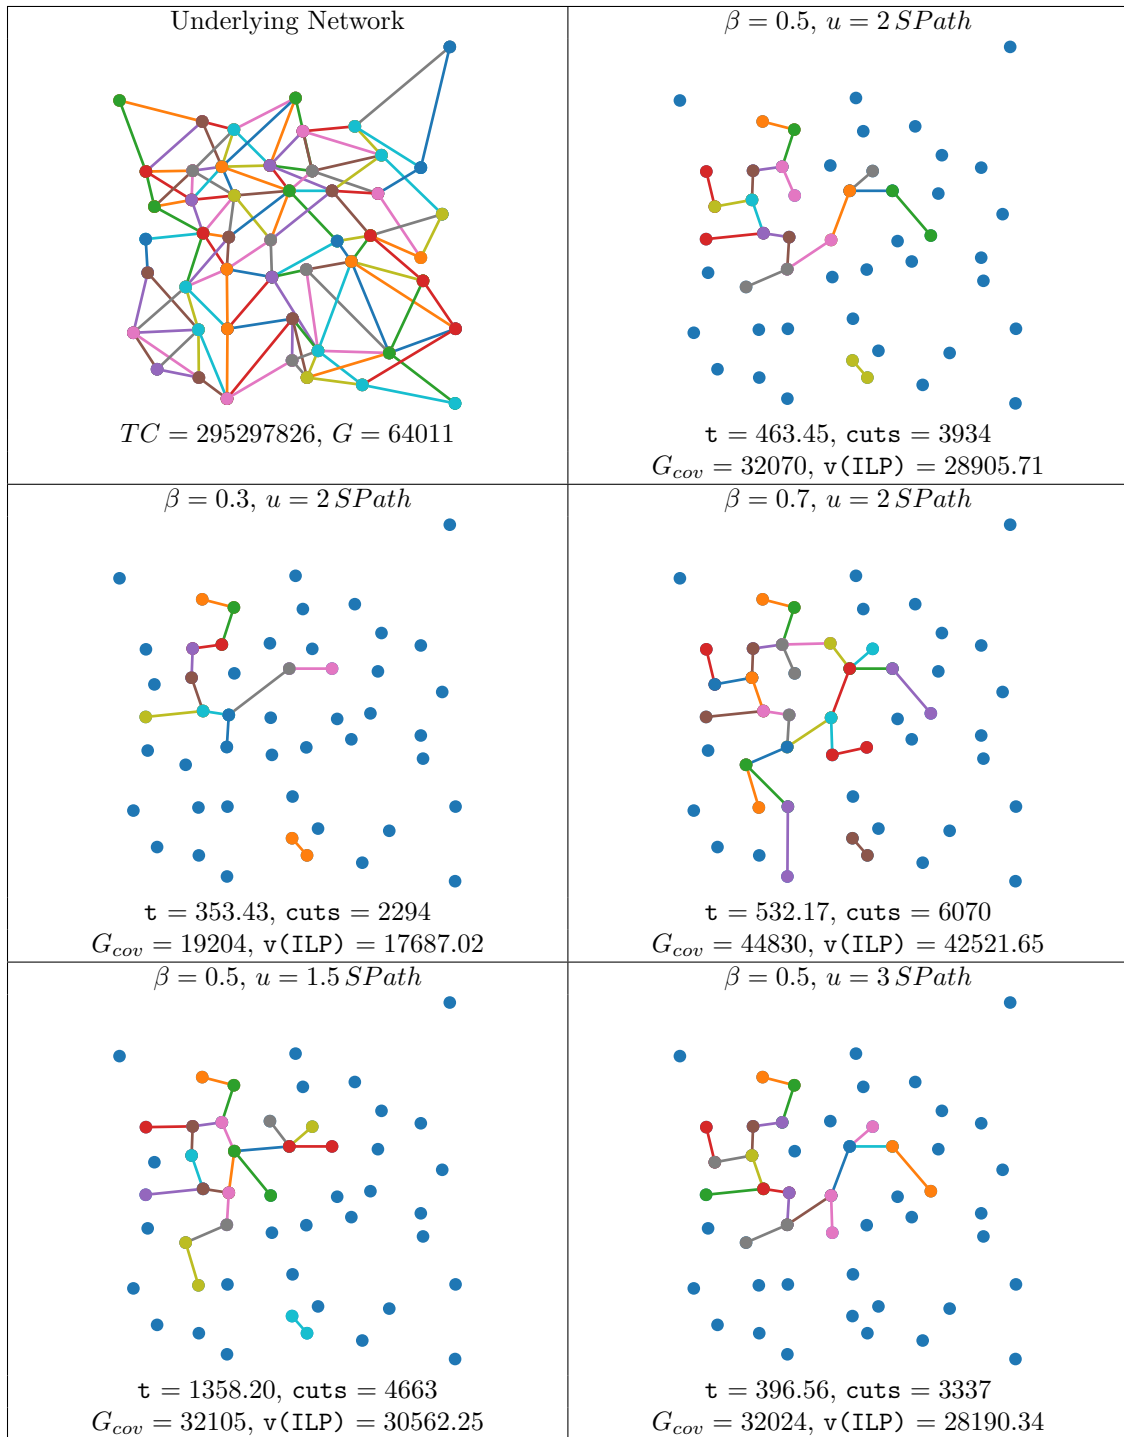 Underlying Network
TC = 295297826, G = 64011
β = 0.5, u = 2 SPath
t = 463.45, cuts = 3934
G_cov = 32070, v(ILP) = 28905.71
β = 0.3, u = 2 SPath
t = 353.43, cuts = 2294
G_cov = 19204, v(ILP) = 17687.02
β = 0.7, u = 2 SPath
t = 532.17, cuts = 6070
G_cov = 44830, v(ILP) = 42521.65
β = 0.5, u = 1.5 SPath
t = 1358.20, cuts = 4663
G_cov = 32105, v(ILP) = 30562.25
β = 0.5, u = 3 SPath
t = 396.56, cuts = 3337
G_cov = 32024, v(ILP) = 28190.34